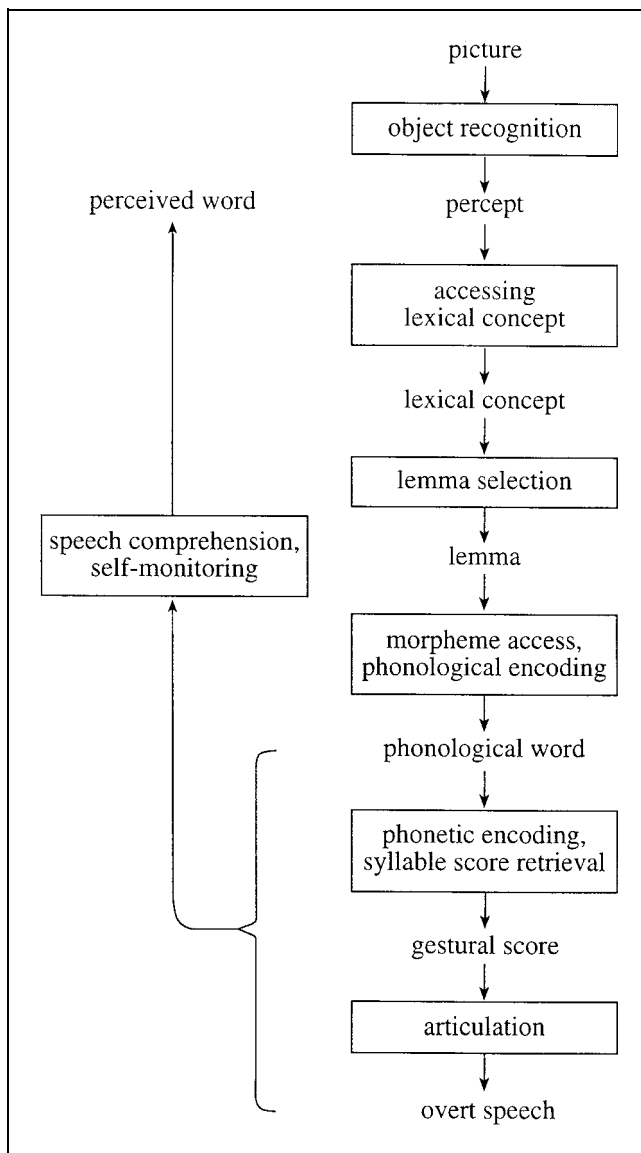 picture
object recognition
perceived word
percept
accessing
lexical concept
lexical concept
lemma selection
speech comprehension,
self-monitoring
lemma
morpheme access,
phonological encoding
phonological word
phonetic encoding,
syllable score retrieval
gestural score
articulation
overt speech